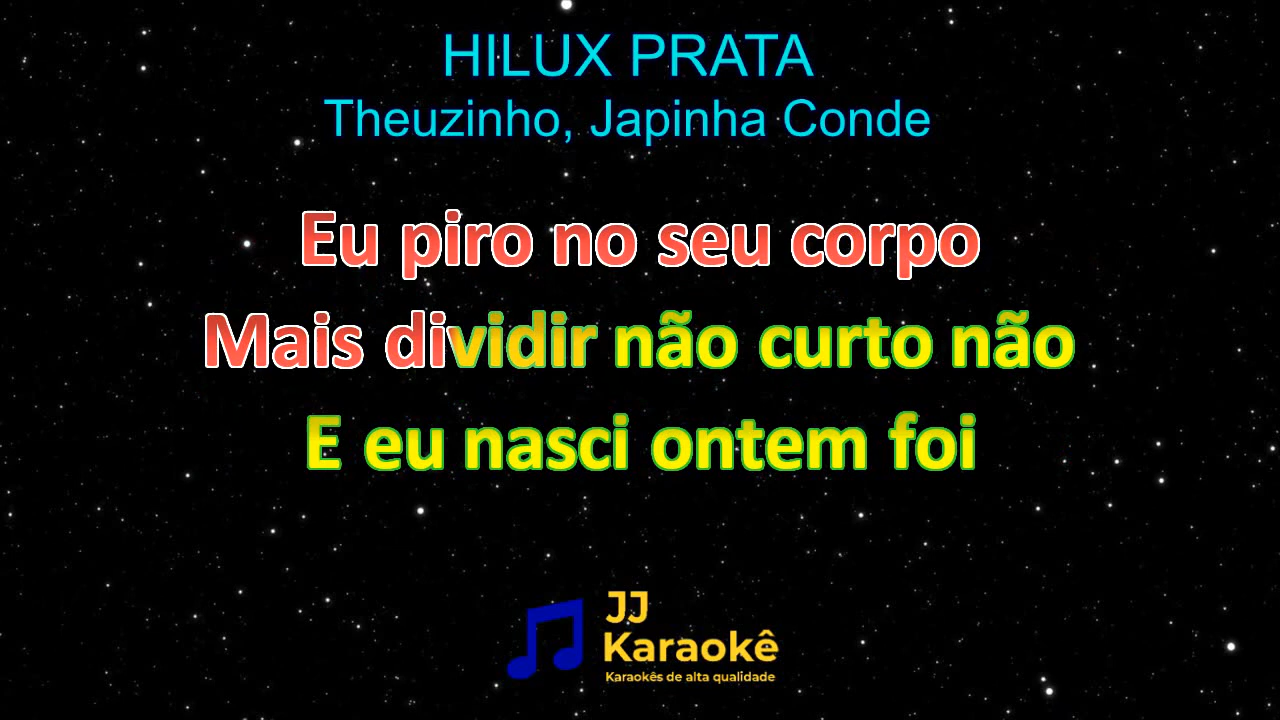 HILUX PRATA
Theuzinho, Japinha Conde
Eu piro no seu corpo
Mais dividir não curto não
E eu nasci ontem foi
JJ
Karaokê
Karaokês de alta qualidade